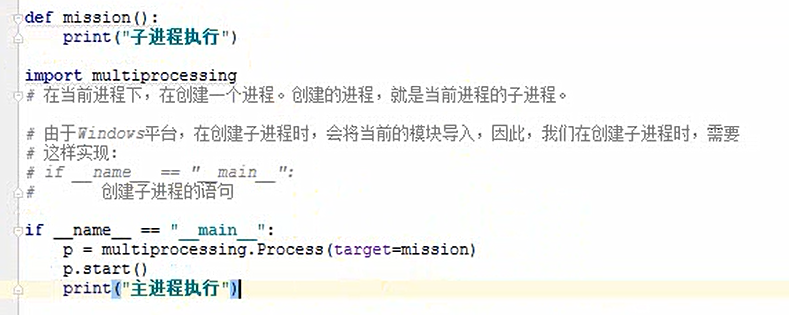 def mission():
    print("子进程执行")
import multiprocessing
# 在当前进程下，在创建一个进程。创建的进程，就是当前进程的子进程。
# 由于Windows平台，在创建子进程时，会将当前的模块导入，因此，我们在创建子进程时，需要
# 这样实现：
# if __name__ == "__main__":
#       创建子进程的语句
if __name__ == "__main__":
    p = multiprocessing.Process(target=mission)
    p.start()
    print("主进程执行")